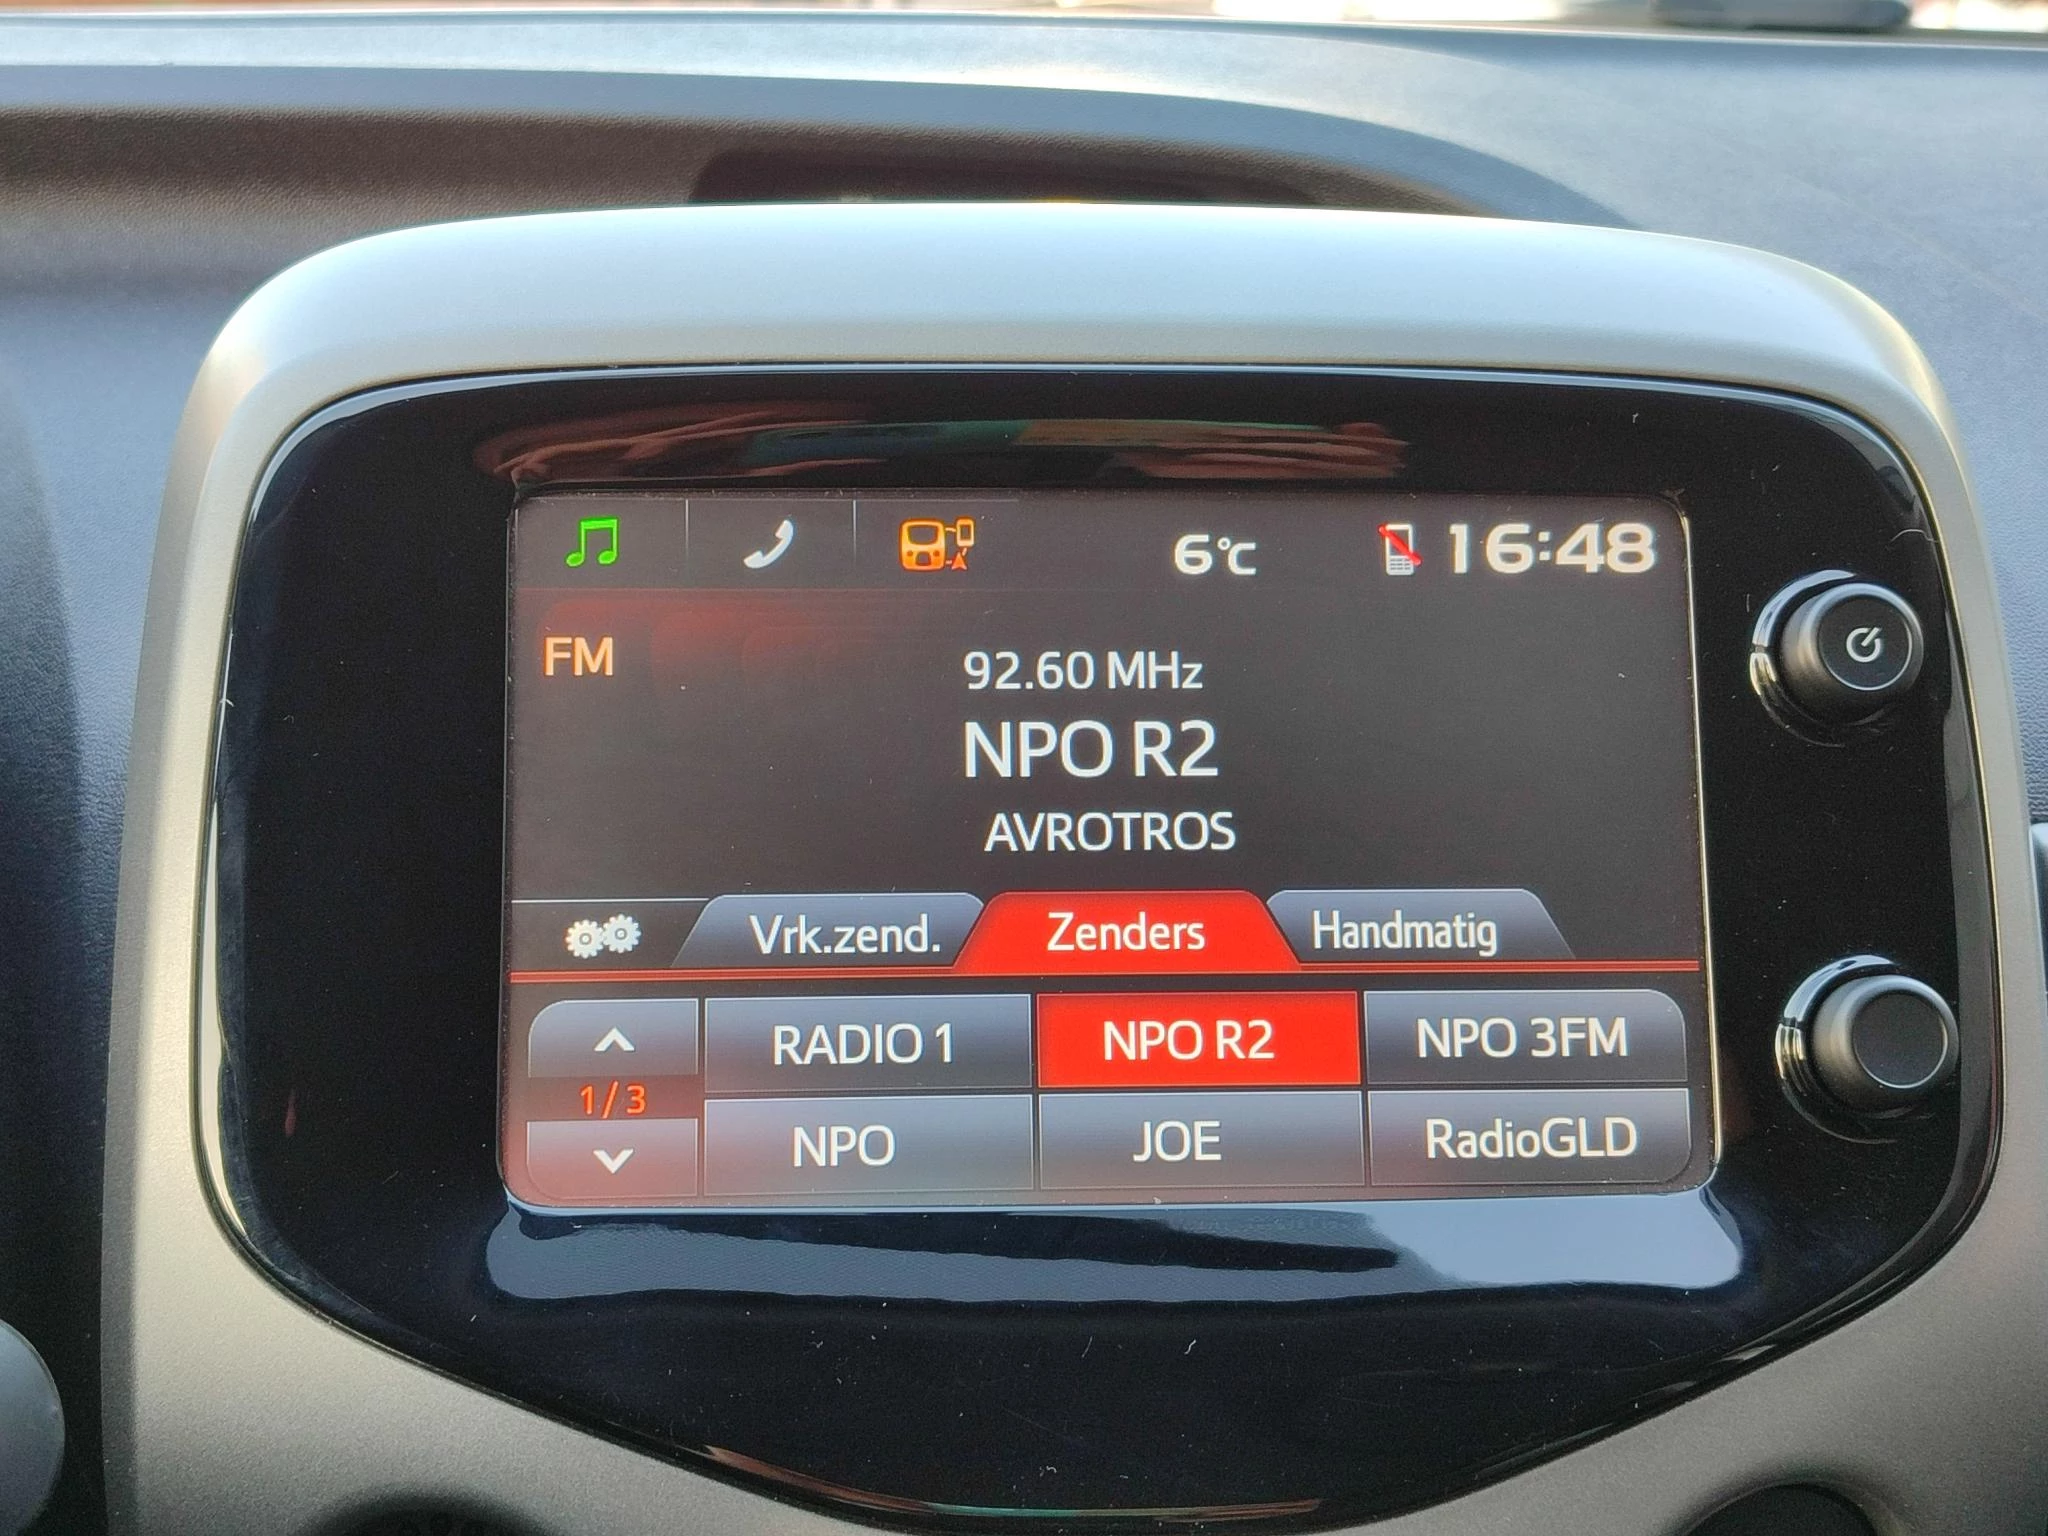 6°C 16:48
FM
92.60 MHz
NPO R2
AVROTROS
Vrk.zend. Zenders Handmatig
RADIO 1 NPO R2 NPO 3FM
1/3
NPO JOE RadioGLD